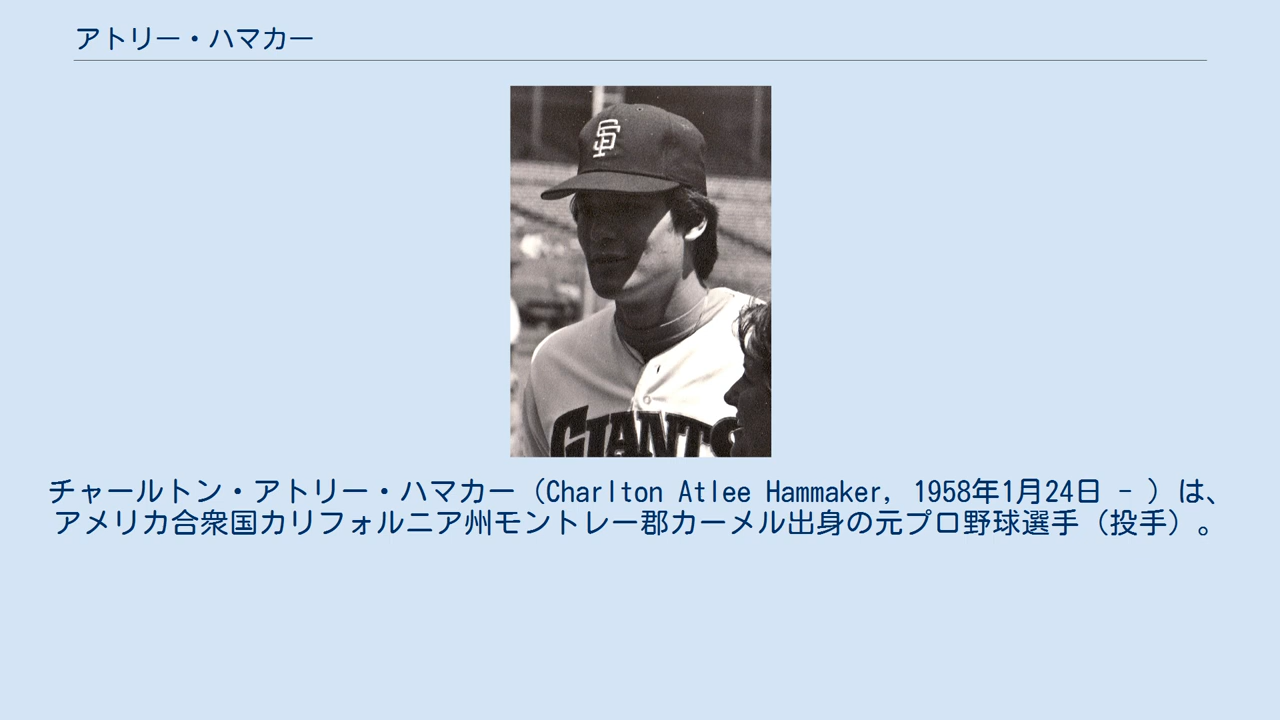 アトリー・ハマカー
SF
GIANTS
チャールトン・アトリー・ハマカー（Charlton Atlee Hammaker, 1958年1月24日 - ）は、
アメリカ合衆国カリフォルニア州モントレー郡カーメル出身の元プロ野球選手（投手）。